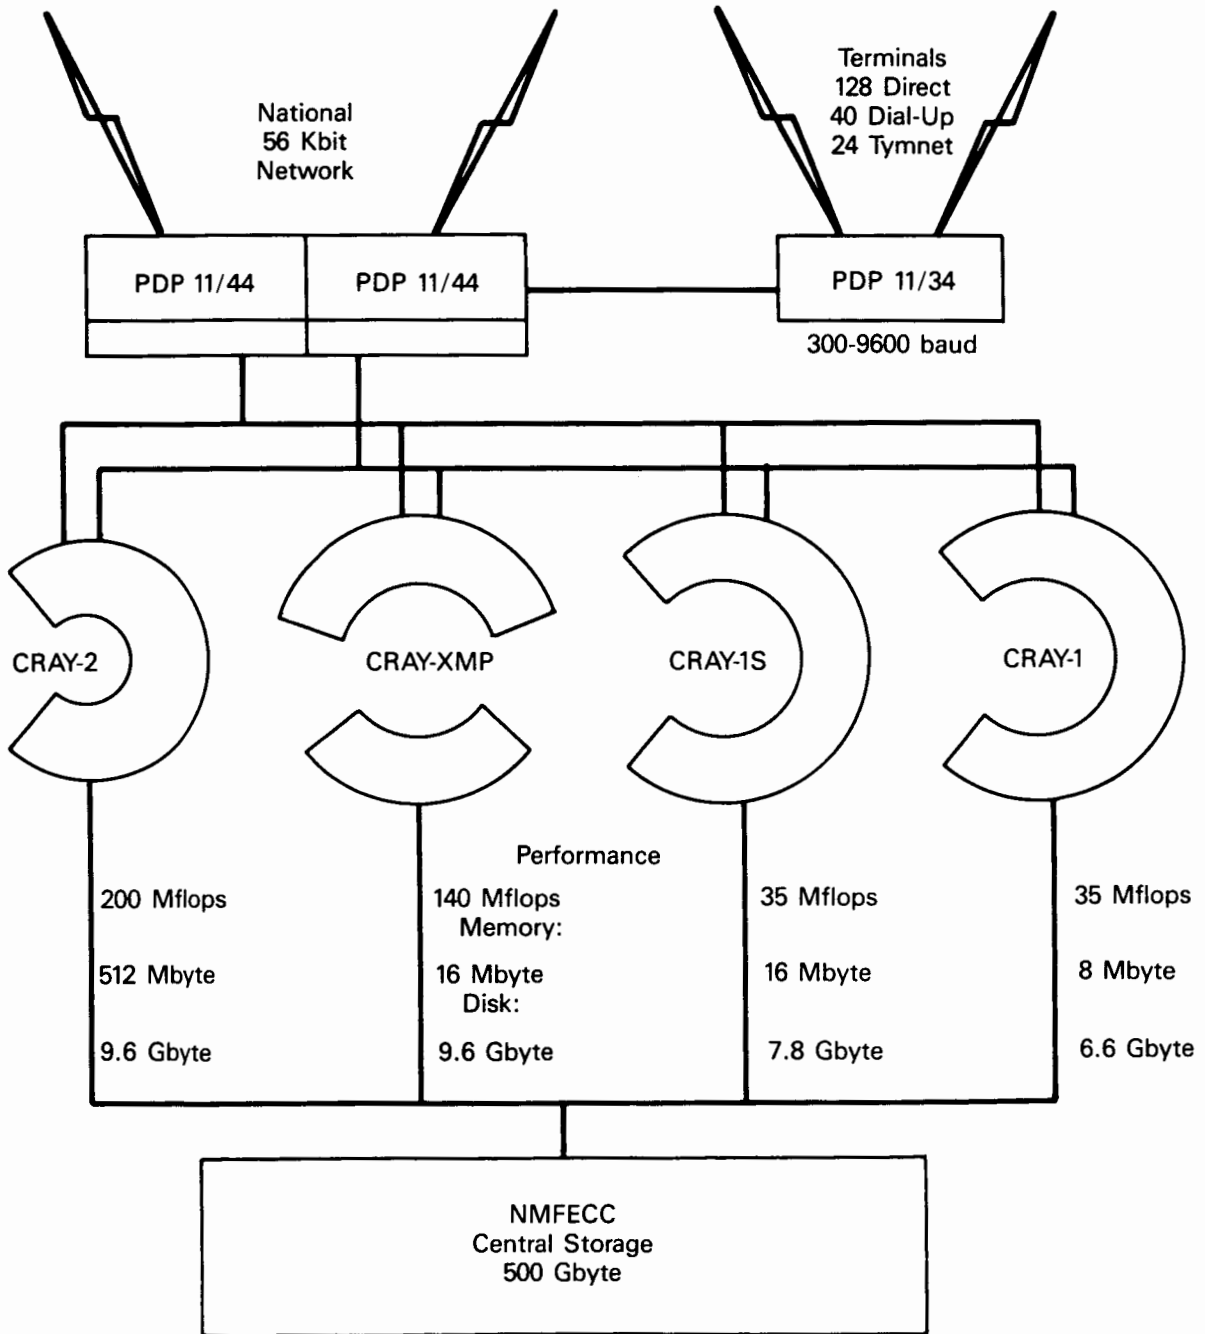 National
56 Kbit
Network
Terminals
128 Direct
40 Dial-Up
24 Tymnet
PDP 11/44
PDP 11/44
PDP 11/34
300-9600 baud
CRAY-2
CRAY-XMP
CRAY-1S
CRAY-1
Performance
200 Mflops
140 Mflops
35 Mflops
35 Mflops
Memory:
512 Mbyte
16 Mbyte
16 Mbyte
8 Mbyte
Disk:
9.6 Gbyte
9.6 Gbyte
7.8 Gbyte
6.6 Gbyte
NMFECC
Central Storage
500 Gbyte